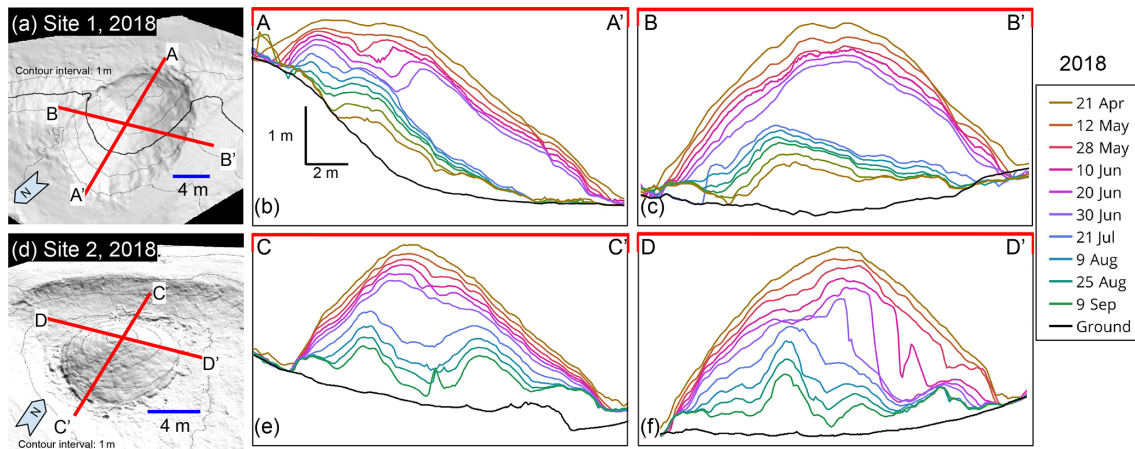 (a) Site 1, 2018
Contour interval: 1 m
A
B
B'
A'
N
4 m
A
A'
1 m
2 m
(b)
B
B'
(c)
(d) Site 2, 2018
C
D
D'
C'
N
4 m
Contour interval: 1 m
C
C'
(e)
D
D'
(f)
2018
21 Apr
12 May
28 May
10 Jun
20 Jun
30 Jun
21 Jul
9 Aug
25 Aug
9 Sep
Ground